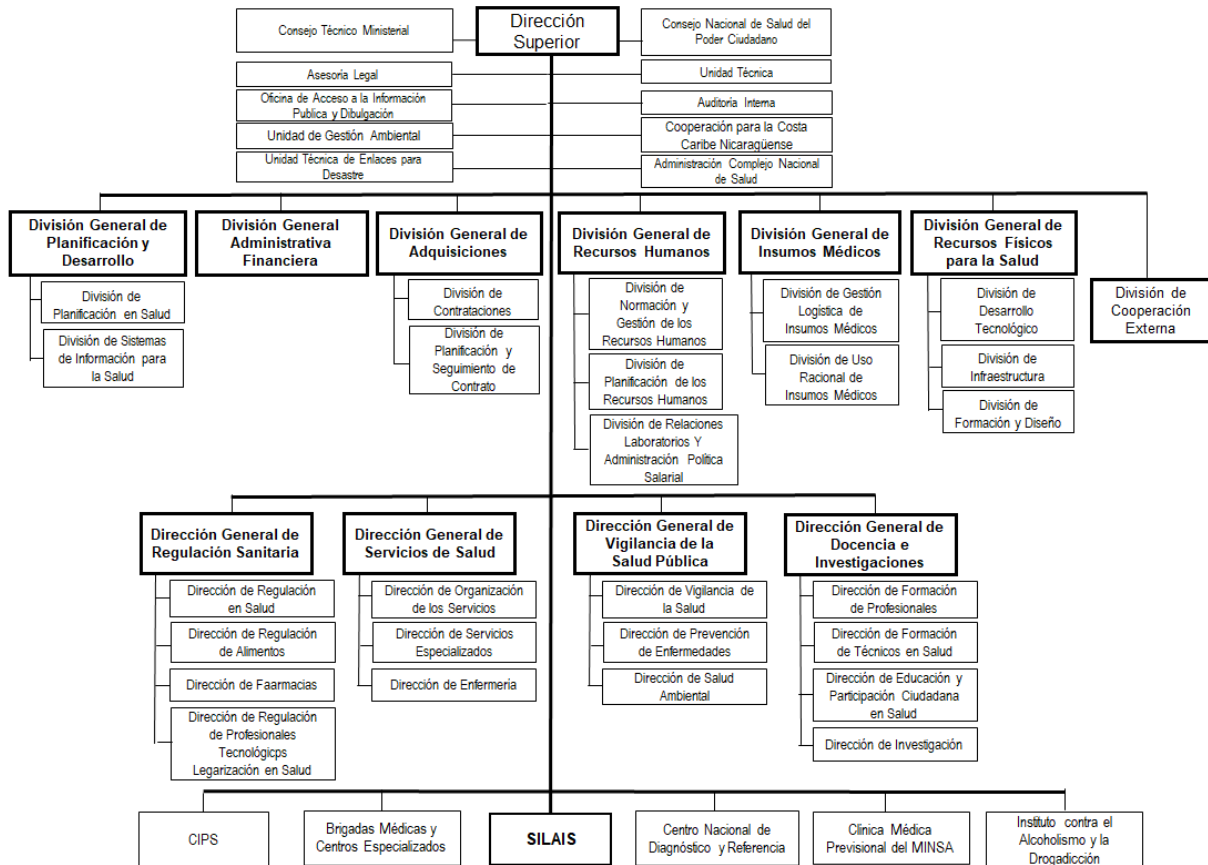 Consejo Técnico Ministerial
Dirección
Superior
Consejo Nacional de Salud del
Poder Ciudadano
Asesoría Legal
Unidad Técnica
Oficina de Acceso a la Información
Publica y Dibulgación
Auditoria Interna
Unidad de Gestión Ambiental
Cooperación para la Costa
Caribe Nicaragüense
Unidad Técnica de Enlaces para
Desastre
Administración Complejo Nacional
de Salud
División General de
Planificación y
Desarrollo
División de
Planificación en Salud
División de Sistemas
de Información para
la Salud
División General
Administrativa
Financiera
División General de
Adquisiciones
División de
Contrataciones
División de
Planificación y
Seguimiento de
Contrato
División General de
Recursos Humanos
División de
Normación y
Gestión de los
Recursos Humanos
División de
Planificación de los
Recursos Humanos
División de Relaciones
Laboratorios Y
Administración Política
Salarial
División General de
Insumos Médicos
División de Gestión
Logística de
Insumos Médicos
División de Uso
Racional de
Insumos Médicos
División General de
Recursos Físicos
para la Salud
División de
Desarrollo
Tecnológico
División de
Infraestructura
División de
Formación y Diseño
División de
Cooperación
Externa
Dirección General de
Regulación Sanitaria
Dirección de Regulación
en Salud
Dirección de Regulación
de Alimentos
Dirección de Faarmacias
Dirección de Regulación
de Profesionales
Tecnológicps
Legarización en Salud
Dirección General de
Servicios de Salud
Dirección de Organización
de los Servicios
Dirección de Servicios
Especializados
Dirección de Enfermería
Dirección General de
Vigilancia de la
Salud Pública
Dirección de Vigilancia de
la Salud
Dirección de Prevención
de Enfermedades
Dirección de Salud
Ambiental
Dirección General de
Docencia e
Investigaciones
Dirección de Formación
de Profesionales
Dirección de Formación
de Técnicos en Salud
Dirección de Educación y
Participación Ciudadana
en Salud
Dirección de Investigación
CIPS
Brigadas Médicas y
Centros Especializados
SILAIS
Centro Nacional de
Diagnóstico y Referencia
Clinica Médica
Previsional del MINSA
Instituto contra el
Alcoholismo y la
Drogadicción